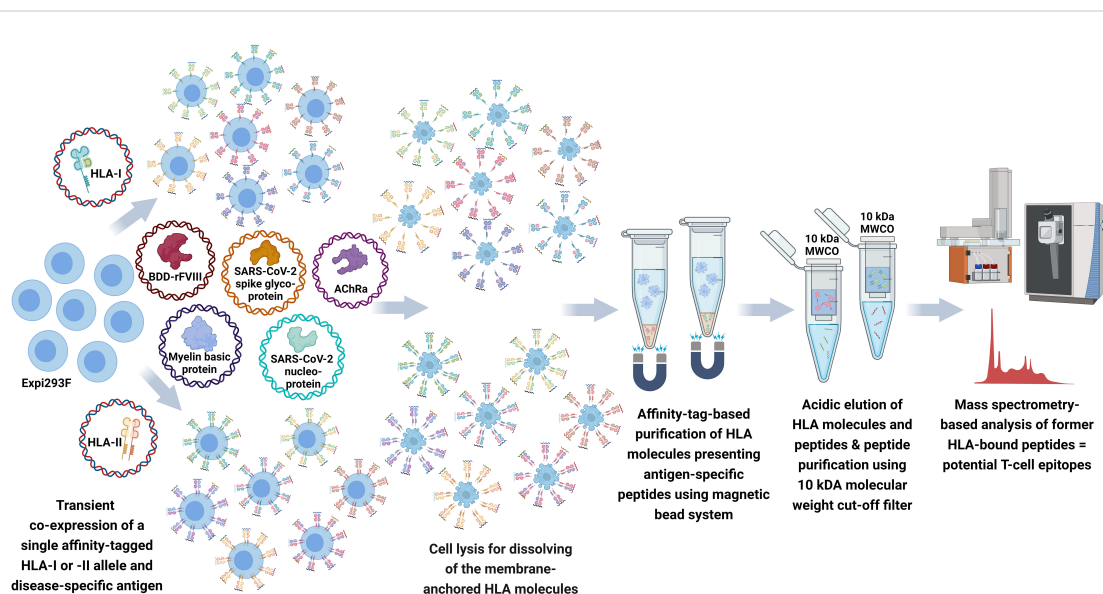 HLA-I
BDD-rFVIII
SARS-CoV-2
spike glyco-
protein
AChRa
Myelin basic
protein
SARS-CoV-2
nucleo-
protein
Expi293F
HLA-II
Transient
co-expression of a
single affinity-tagged
HLA-I or -II allele and
disease-specific antigen
Cell lysis for dissolving
of the membrane-
anchored HLA molecules
Affinity-tag-based
purification of HLA
molecules presenting
antigen-specific
peptides using magnetic
bead system
10 kDa
MWCO
10 kDa
MWCO
Acidic elution of
HLA molecules and
peptides & peptide
purification using
10 kDA molecular
weight cut-off filter
Mass spectrometry-
based analysis of former
HLA-bound peptides =
potential T-cell epitopes